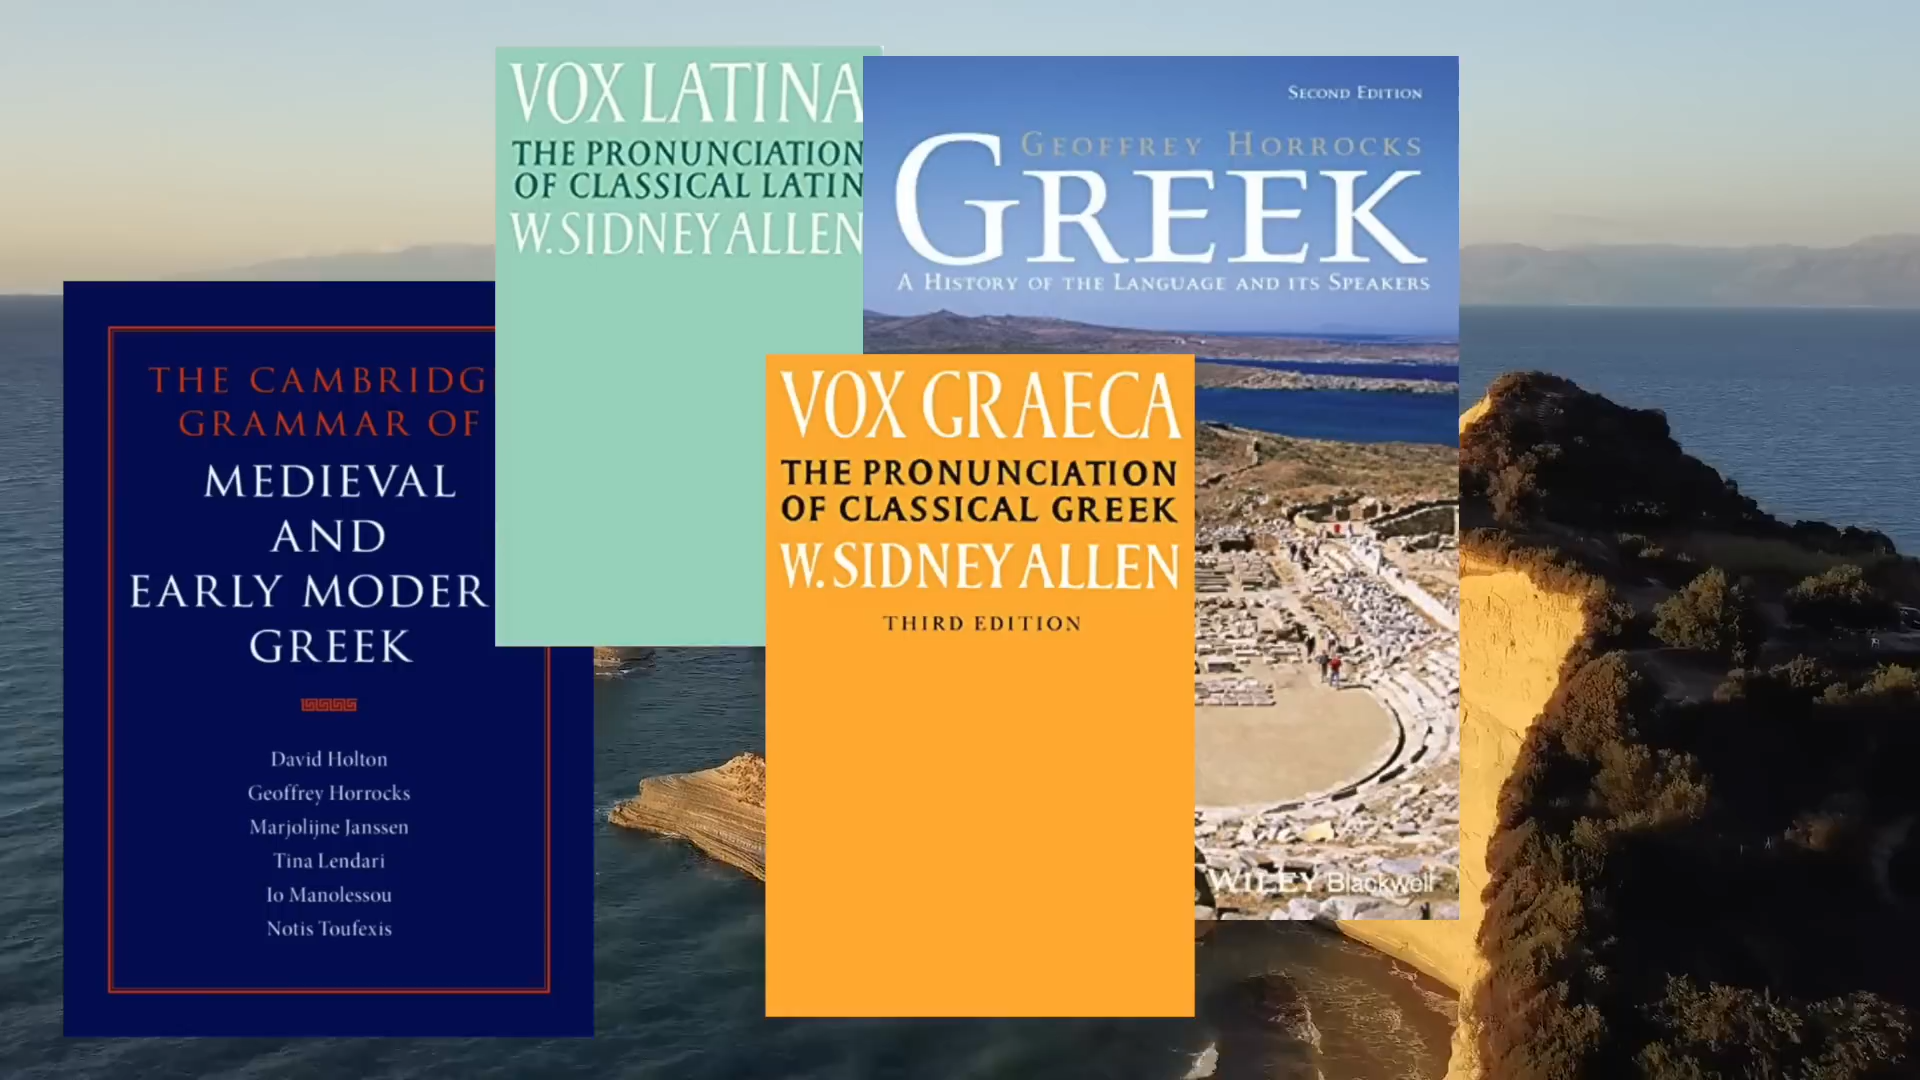 THE CAMBRIDG
GRAMMAR OF
MEDIEVAL
AND
EARLY MODER
GREEK
David Holton
Geoffrey Horrocks
Marjolijne Janssen
Tina Lendari
Io Manolessou
Notis Toufexis
VOX LATINA
THE PRONUNCIATION
OF CLASSICAL LATIN
W. SIDNEY ALLEN
SECOND EDITION
GEOFFREY HORROCKS
GREEK
A HISTORY OF THE LANGUAGE AND ITS SPEAKERS
WILEY Blackwell
VOX GRAECA
THE PRONUNCIATION
OF CLASSICAL GREEK
W. SIDNEY ALLEN
THIRD EDITION